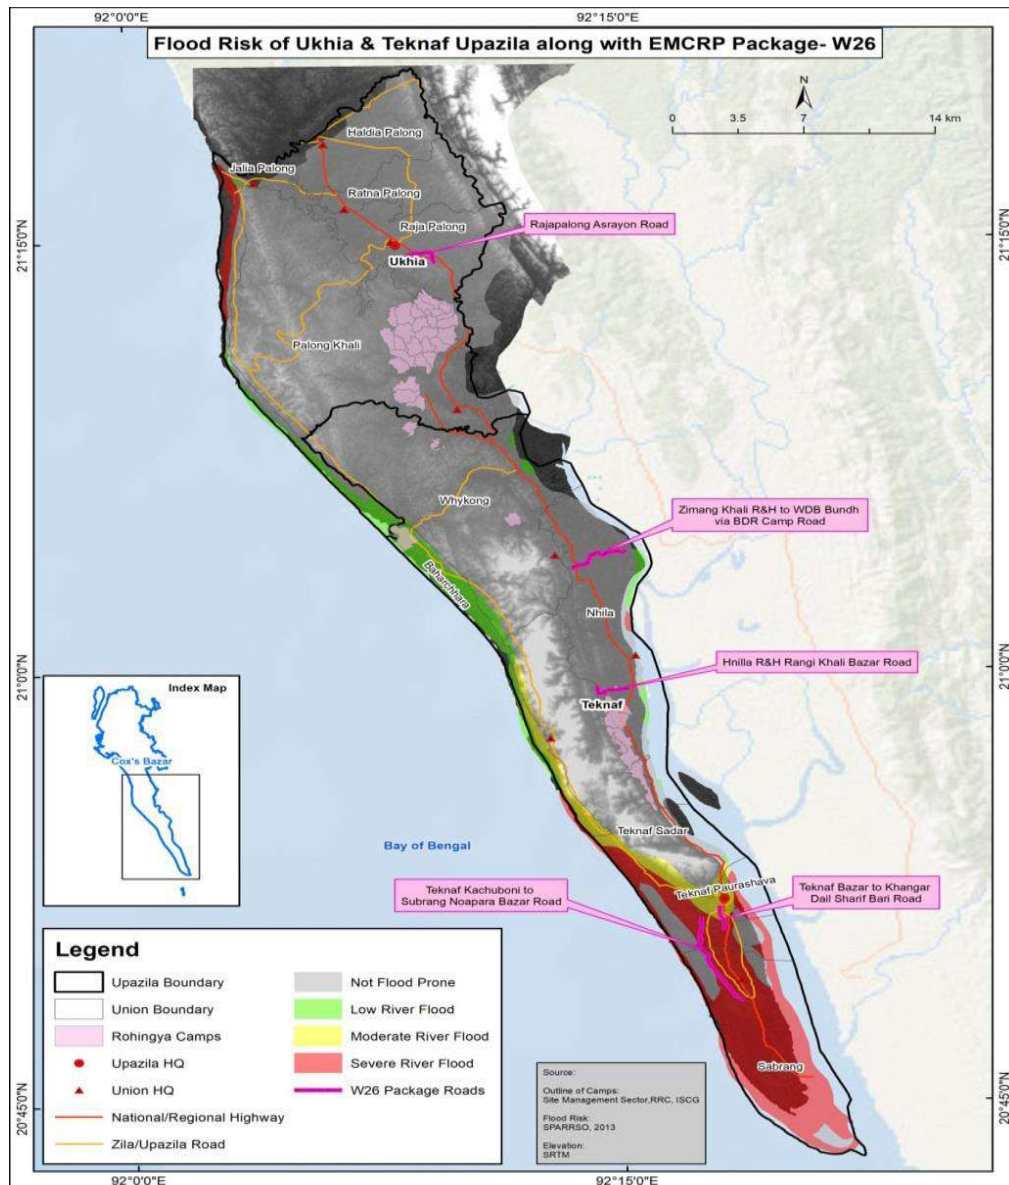 92°0'0"E
92°15'0"E
Flood Risk of Ukhia & Teknaf Upazila along with EMCRP Package- W26
N
0 3.5 7 14 km
Haldia Palong
Jalia Palong
Ratna Palong
Raja Palong
Rajapalong Asrayon Road
21°15'0"N
21°15'0"N
Ukhia
Palong Khali
Whykong
Zimang Khali R&H to WDB Bundh
via BDR Camp Road
Baharchhara
Nhila
21°0'0"N
21°0'0"N
Hnilla R&H Rangi Khali Bazar Road
Teknaf
Index Map
Cox's Bazar
Teknaf Sadar
Bay of Bengal
Teknaf Paurashava
Teknaf Kachuboni to
Subrang Noapara Bazar Road
Teknaf Bazar to Khangar
Dail Sharif Bari Road
Sabrang
Legend
Upazila Boundary
Union Boundary
Rohingya Camps
Upazila HQ
Union HQ
National/Regional Highway
Zila/Upazila Road
Not Flood Prone
Low River Flood
Moderate River Flood
Severe River Flood
W26 Package Roads
Source:
Outline of Camps:
Site Management Sector,RRC, ISCG
Flood Risk:
SPARRSO, 2013
Elevation:
SRTM
20°45'0"N
20°45'0"N
92°0'0"E
92°15'0"E